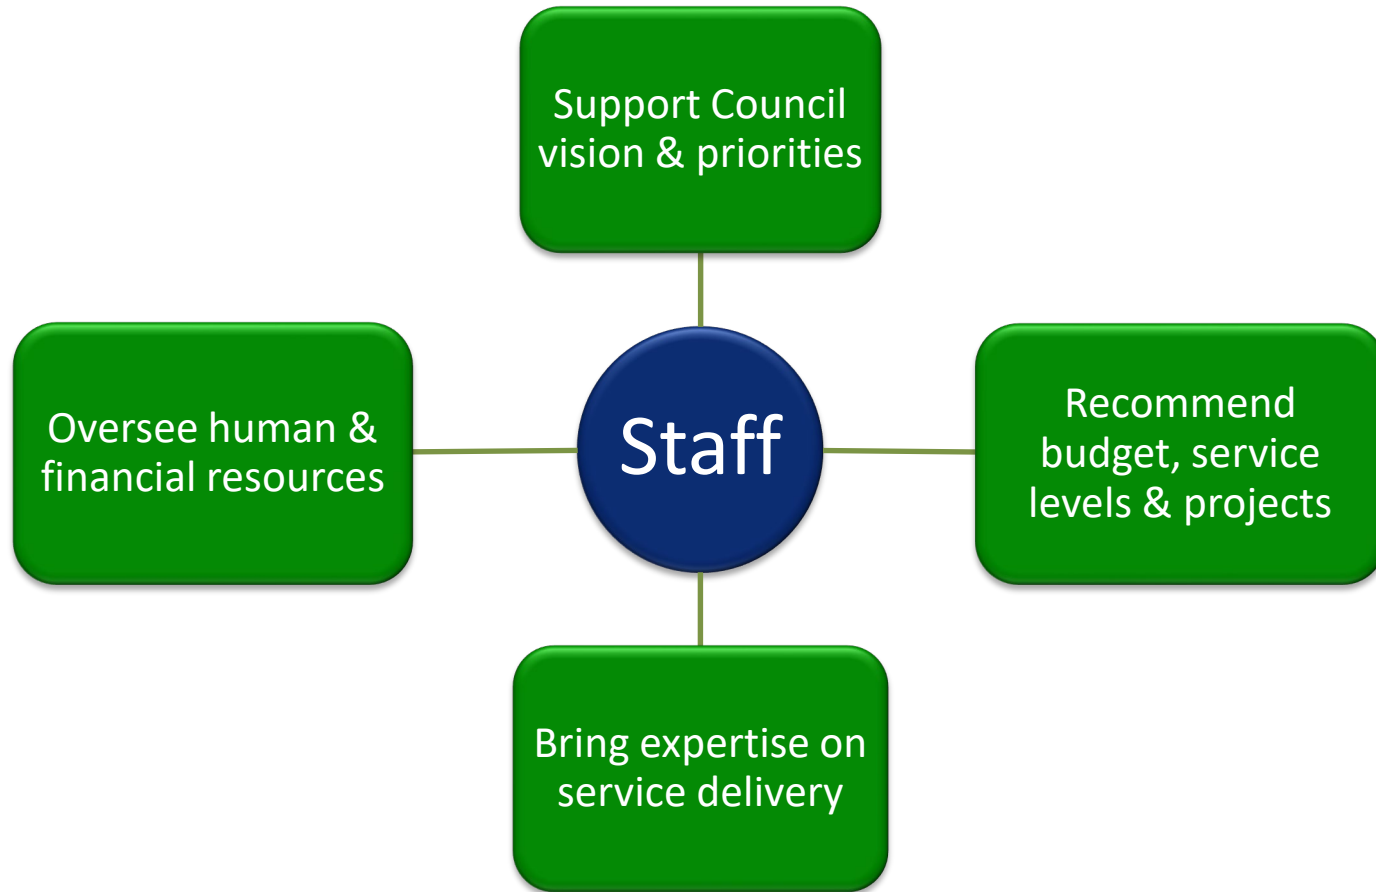 Support Council
vision & priorities
Oversee human &
financial resources
Staff
Recommend
budget, service
levels & projects
Bring expertise on
service delivery